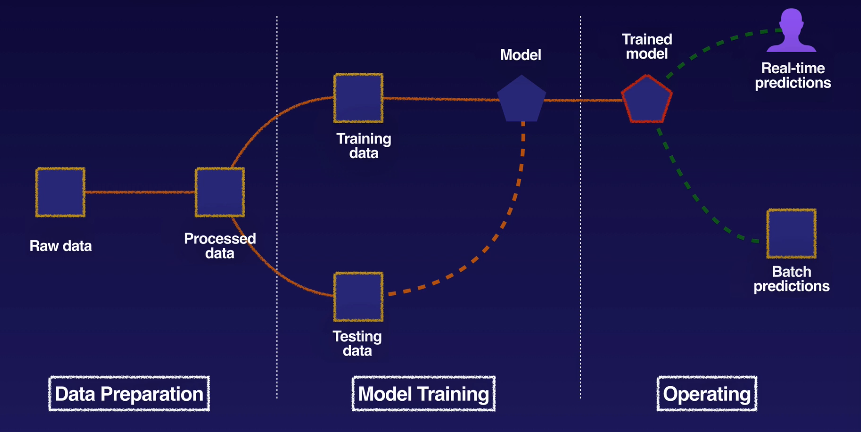 Raw data
Processed
data
Training
data
Testing
data
Model
Trained
model
Real-time
predictions
Batch
predictions
Data Preparation
Model Training
Operating